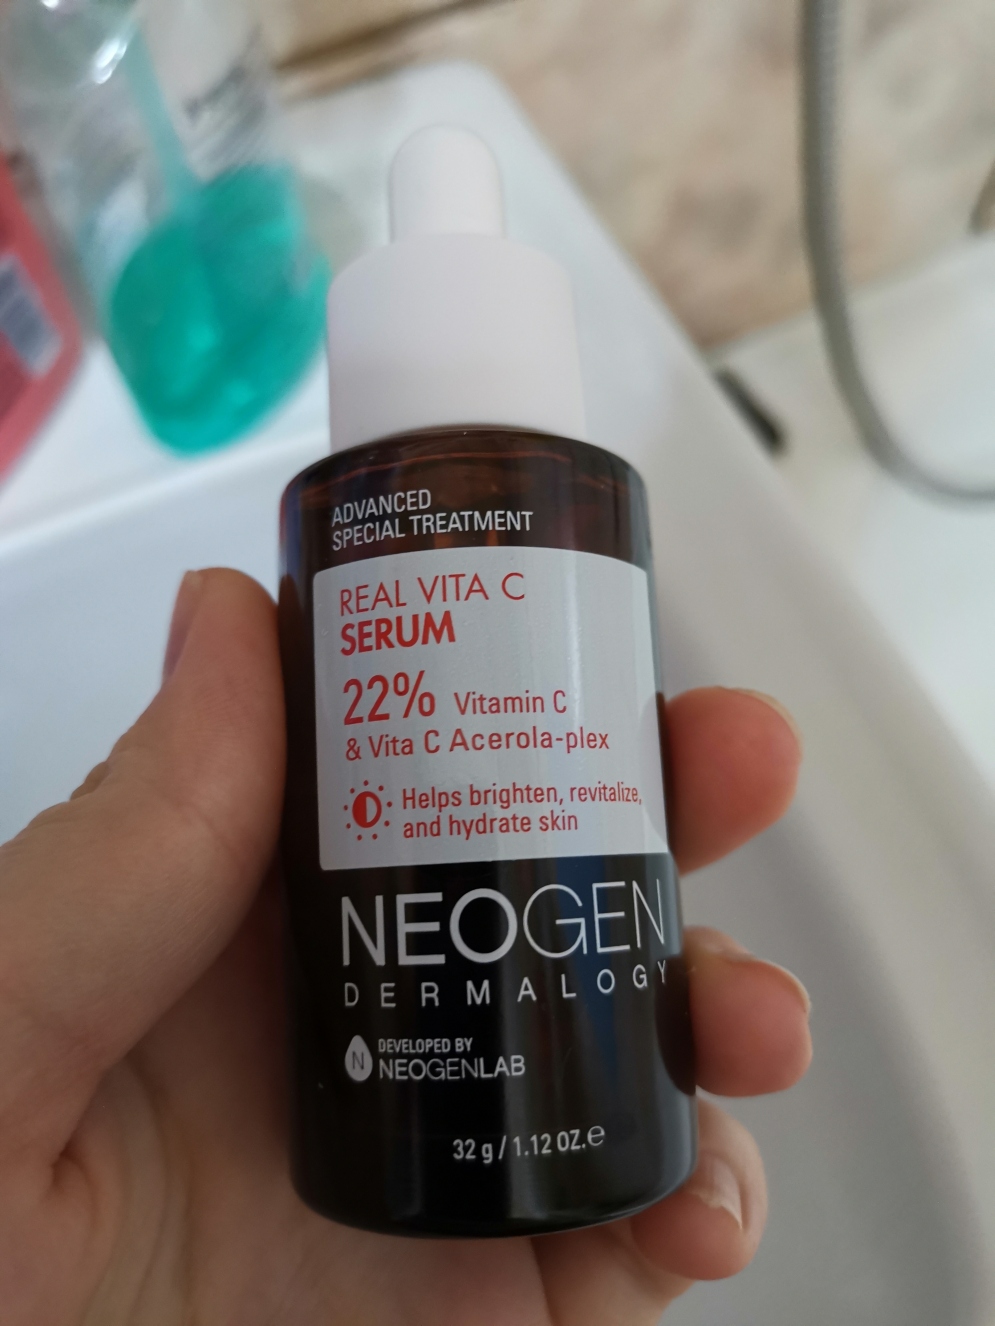 ADVANCED
SPECIAL TREATMENT
REAL VITA C
SERUM
22% Vitamin C
& Vita C Acerola-plex
Helps brighten, revitalize,
and hydrate skin
NEOGEN
DERMALOGY
N DEVELOPED BY
NEOGENLAB
32 g / 1.12 OZ.℮